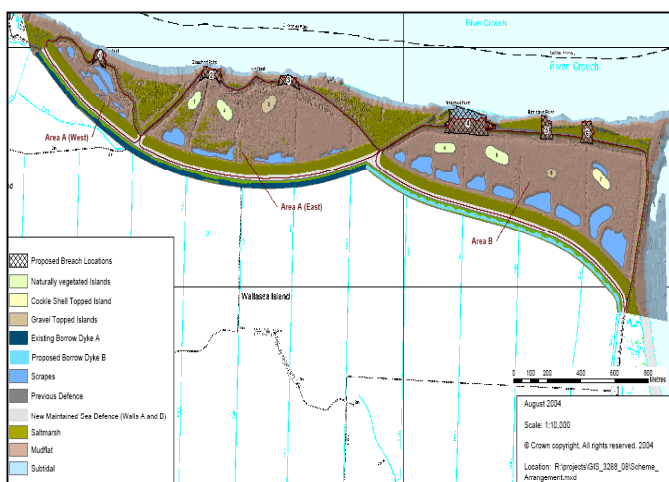 River Crouch
River Crouch
Area A (West)
Area A (East)
Area B
Wallasea Island
Proposed Breach Locations
Naturally vegetated Islands
Cockle Shell Topped Island
Gravel Topped Islands
Existing Borrow Dyke A
Proposed Borrow Dyke B
Scrapes
Previous Defence
New Maintained Sea Defence (Walls A and B)
Saltmarsh
Mudflat
Subtidal
0 100 200 400 600 800
Metres
August 2004
Scale: 1:10,000
© Crown copyright, All rights reserved. 2004
Location: R:\projects\GIS_3288_08\Scheme_
Arrangement.mxd